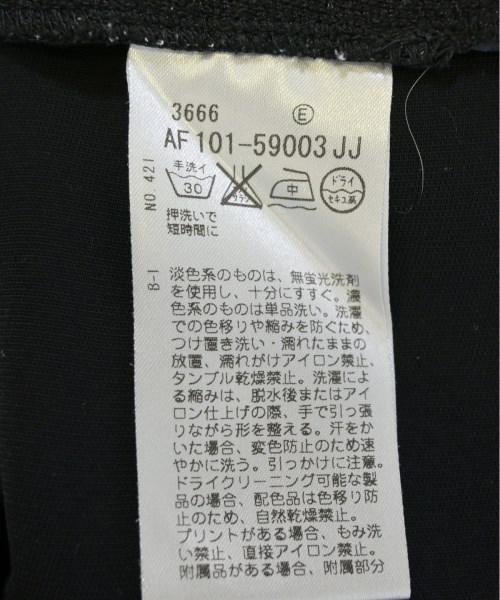 3666 Ⓔ
AF101-59003JJ
手洗イ
30
エンソ
サラシ
中
ドライ
セキユ系
押洗いで
短時間に
NO.421
B-1
淡色系のものは、無蛍光洗剤
を使用し、十分にすすぐ。濃
色系のものは単品洗い。洗濯
での色移りや縮みを防ぐため、
つけ置き洗い・濡れたままの
放置、濡れがけアイロン禁止、
タンブル乾燥禁止。洗濯によ
る縮みは、脱水後またはアイ
ロン仕上げの際、手で引っ張
りながら形を整える。汗をか
いた場合、変色防止のため速
やかに洗う。引っかけに注意。
ドライクリーニング可能な製
品の場合、配色品は色移り防
止のため、自然乾燥禁止。
プリントがある場合、もみ洗
い禁止、直接アイロン禁止。
附属品がある場合、附属部分